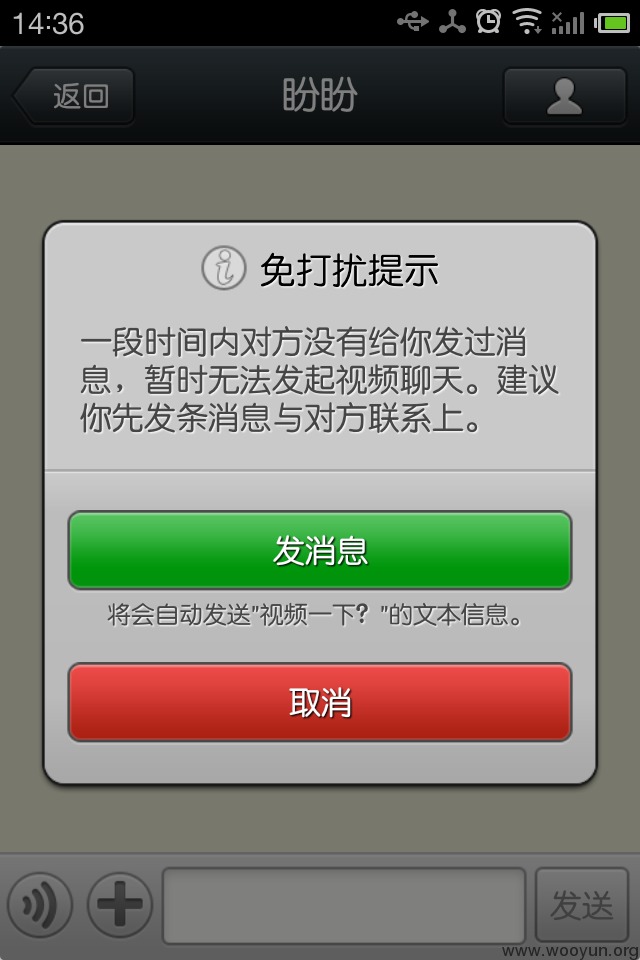 14:36
返回
盼盼
免打扰提示
一段时间内对方没有给你发过消
息，暂时无法发起视频聊天。建议
你先发条消息与对方联系上。
发消息
将会自动发送"视频一下？"的文本信息。
取消
发送
www.wooyun.org